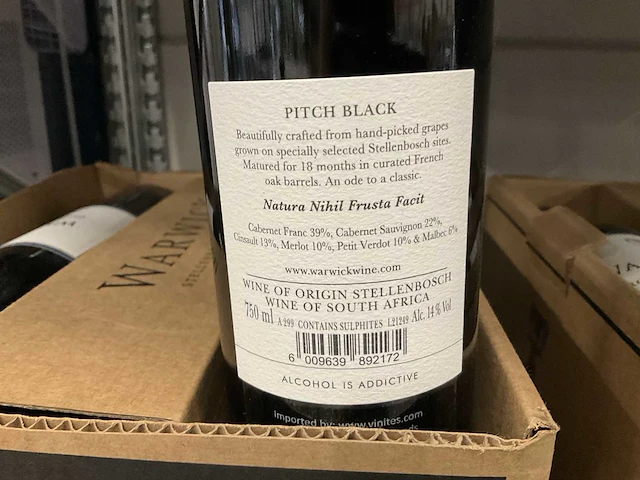 PITCH BLACK
Beautifully crafted from hand-picked grapes
grown on specially selected Stellenbosch sites.
Matured for 18 months in curated French
oak barrels. An ode to a classic.
Natura Nihil Frusta Facit
Cabernet Franc 39%, Cabernet Sauvignon 22%,
Cinsault 13%, Merlot 10%, Petit Verdot 10% & Malbec 6%
www.warwickwine.com
WINE OF ORIGIN STELLENBOSCH
WINE OF SOUTH AFRICA
750 ml A 299 CONTAINS SULPHITES L21249 Alc. 14% Vol
6 009639 892172
ALCOHOL IS ADDICTIVE
Imported by: www.vinites.com
WARWIC